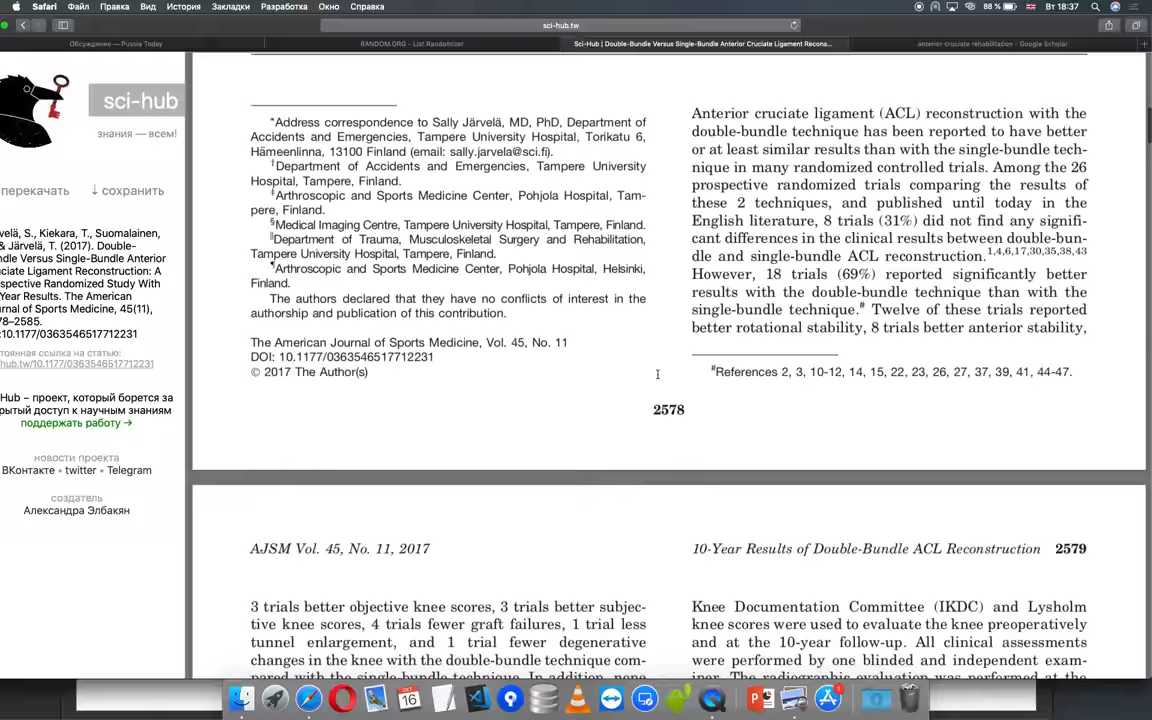 Safari Файл Правка Вид История Закладки Разработка Окно Справка
88 % Вт 18:37
sci-hub.tw
Обсуждение — Russia Today
RANDOM.ORG - List Randomizer
Sci-Hub | Double-Bundle Versus Single-Bundle Anterior Cruciate Ligament Recons...
anterior cruciate rehabilitation - Google Scholar
sci-hub
знания — всем!
перекачать ↓ сохранить
velä, S., Kiekara, T., Suomalainen,
& Järvelä, T. (2017). Double-
ndle Versus Single-Bundle Anterior
ciate Ligament Reconstruction: A
spective Randomized Study With
Year Results. The American
rnal of Sports Medicine, 45(11),
78–2585.
:10.1177/0363546517712231
тоянная ссылка на статью:
hub.tw/10.1177/0363546517712231
Hub – проект, который борется за
рытый доступ к научным знаниям
поддержать работу →
новости проекта
ВКонтакте • twitter • Telegram
создатель
Александра Элбакян
*Address correspondence to Sally Järvelä, MD, PhD, Department of
Accidents and Emergencies, Tampere University Hospital, Torikatu 6,
Hämeenlinna, 13100 Finland (email: sally.jarvela@sci.fi).
†Department of Accidents and Emergencies, Tampere University
Hospital, Tampere, Finland.
‡Arthroscopic and Sports Medicine Center, Pohjola Hospital, Tam-
pere, Finland.
§Medical Imaging Centre, Tampere University Hospital, Tampere, Finland.
||Department of Trauma, Musculoskeletal Surgery and Rehabilitation,
Tampere University Hospital, Tampere, Finland.
¶Arthroscopic and Sports Medicine Center, Pohjola Hospital, Helsinki,
Finland.
The authors declared that they have no conflicts of interest in the
authorship and publication of this contribution.
The American Journal of Sports Medicine, Vol. 45, No. 11
DOI: 10.1177/0363546517712231
© 2017 The Author(s)
Anterior cruciate ligament (ACL) reconstruction with the
double-bundle technique has been reported to have better
or at least similar results than with the single-bundle tech-
nique in many randomized controlled trials. Among the 26
prospective randomized trials comparing the results of
these 2 techniques, and published until today in the
English literature, 8 trials (31%) did not find any signifi-
cant differences in the clinical results between double-bun-
dle and single-bundle ACL reconstruction.1,4,6,17,30,35,38,43
However, 18 trials (69%) reported significantly better
results with the double-bundle technique than with the
single-bundle technique.# Twelve of these trials reported
better rotational stability, 8 trials better anterior stability,
#References 2, 3, 10-12, 14, 15, 22, 23, 26, 27, 37, 39, 41, 44-47.
2578
AJSM Vol. 45, No. 11, 2017
10-Year Results of Double-Bundle ACL Reconstruction 2579
3 trials better objective knee scores, 3 trials better subjec-
tive knee scores, 4 trials fewer graft failures, 1 trial less
tunnel enlargement, and 1 trial fewer degenerative
changes in the knee with the double-bundle technique com-
pared with the single-bundle technique. In addition, none
Knee Documentation Committee (IKDC) and Lysholm
knee scores were used to evaluate the knee preoperatively
and at the 10-year follow-up. All clinical assessments
were performed by one blinded and independent exam-
iner. The radiographic evaluation was performed at the
ОКТ
16